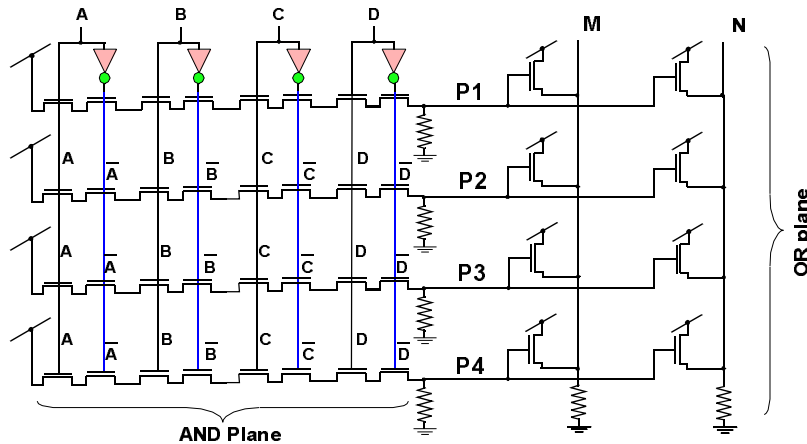 A B C D M N
P1
A A̅ B B̅ C C̅ D D̅
P2
A A̅ B B̅ C C̅ D D̅
P3
A A̅ B B̅ C C̅ D D̅
P4
AND Plane
OR plane